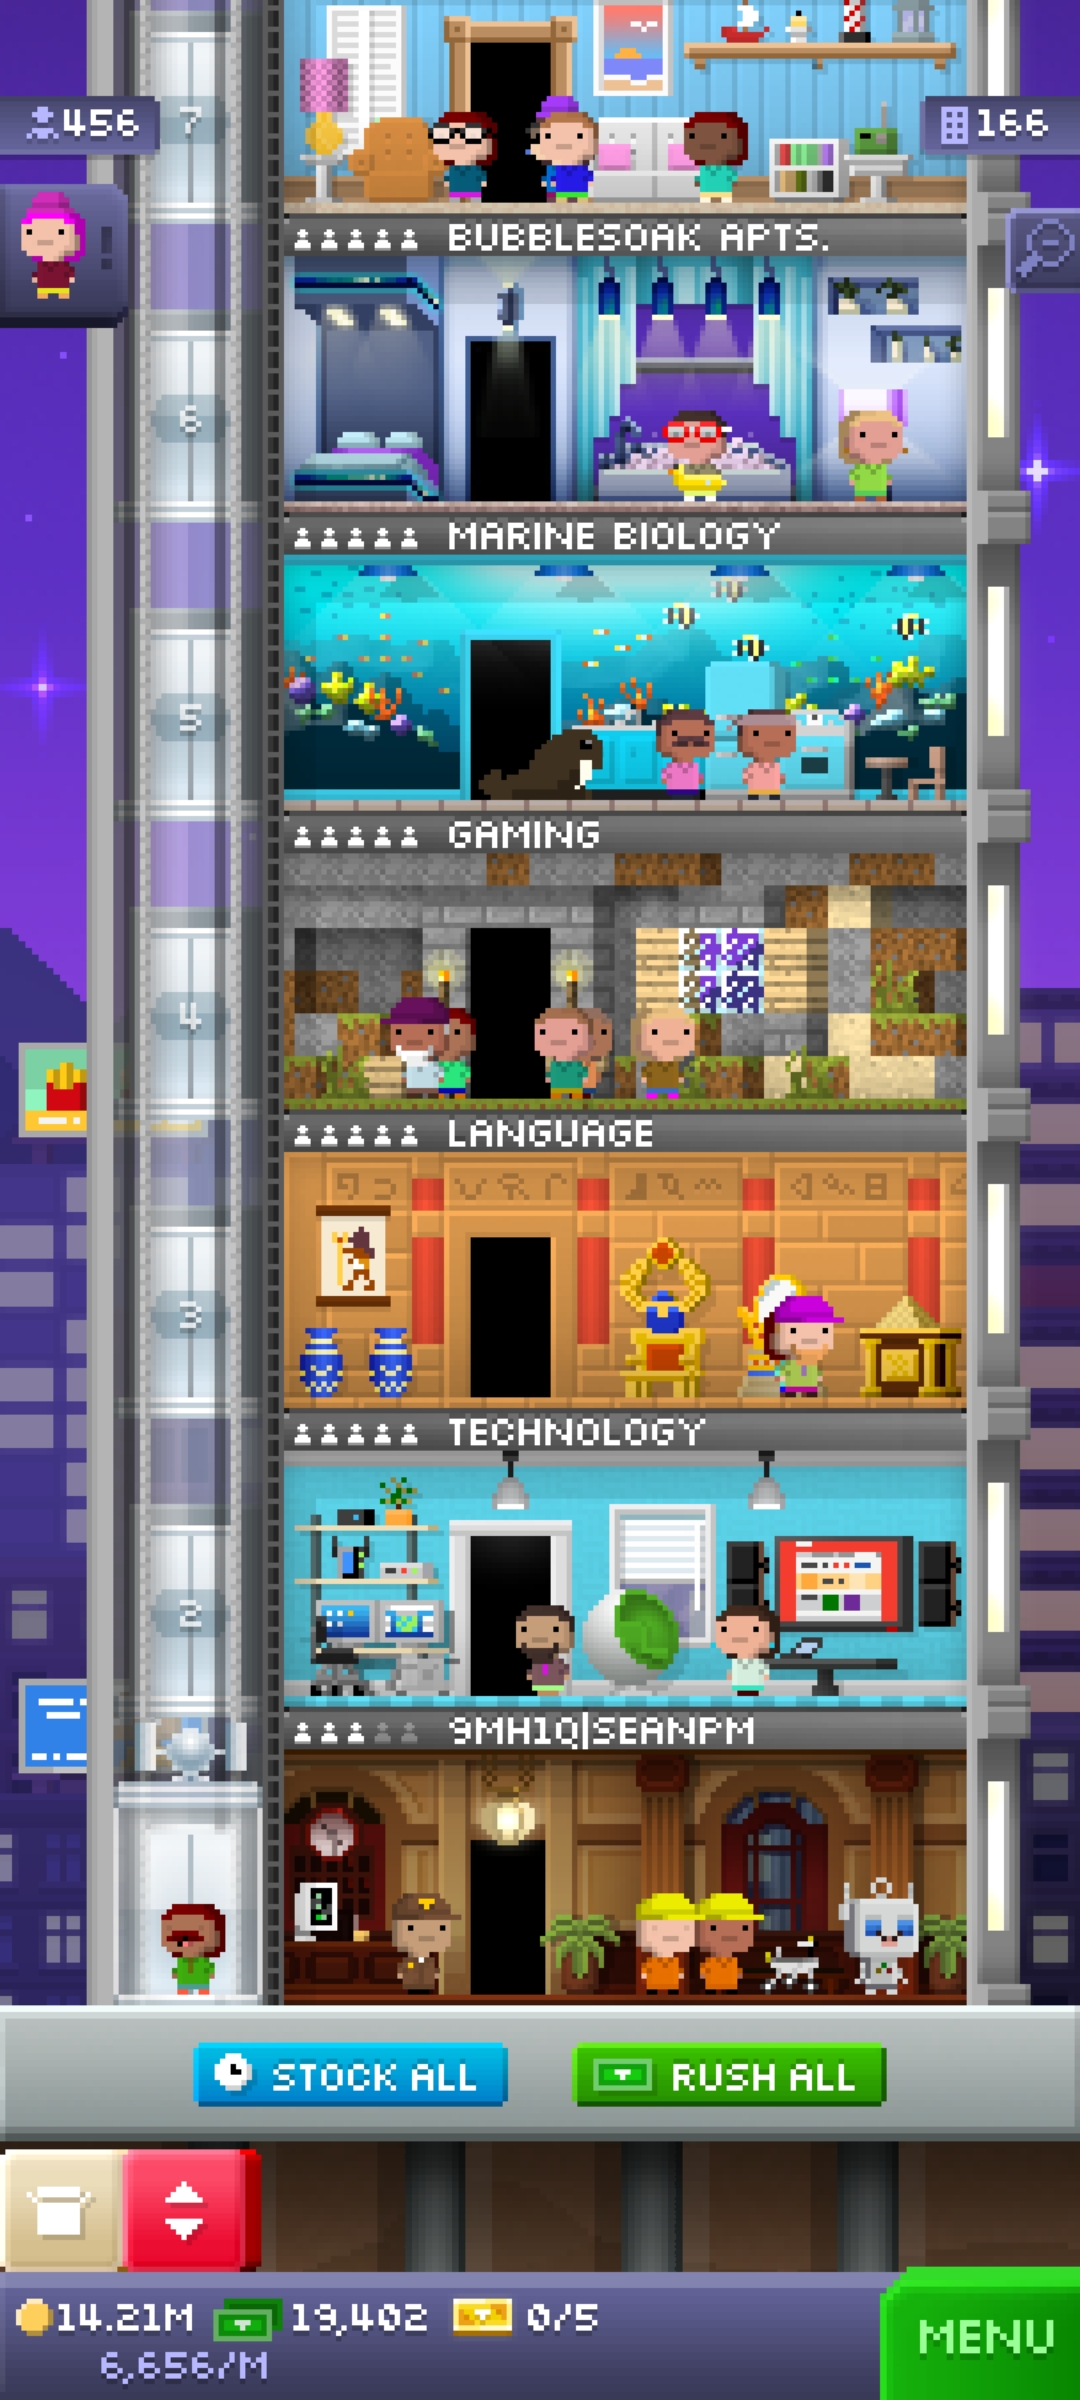 7
456
166
BUBBLESOAK APTS.
6
MARINE BIOLOGY
5
GAMING
4
LANGUAGE
3
TECHNOLOGY
2
9MH1Q|SEANPM
STOCK ALL
RUSH ALL
14.21M
19,402
0/5
6,656/M
MENU